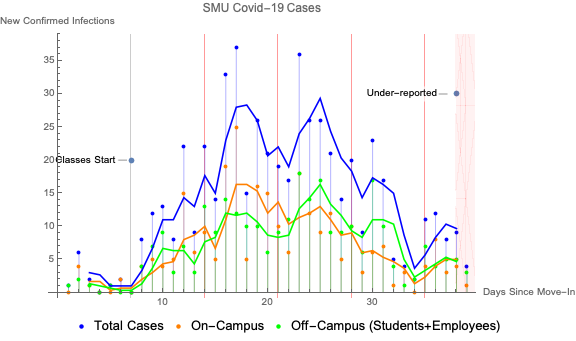 SMU Covid-19 Cases
New Confirmed Infections
35
30
Under-reported
25
20
Classes Start
15
10
5
10
20
30
Days Since Move-In
Total Cases On-Campus Off-Campus (Students+Employees)